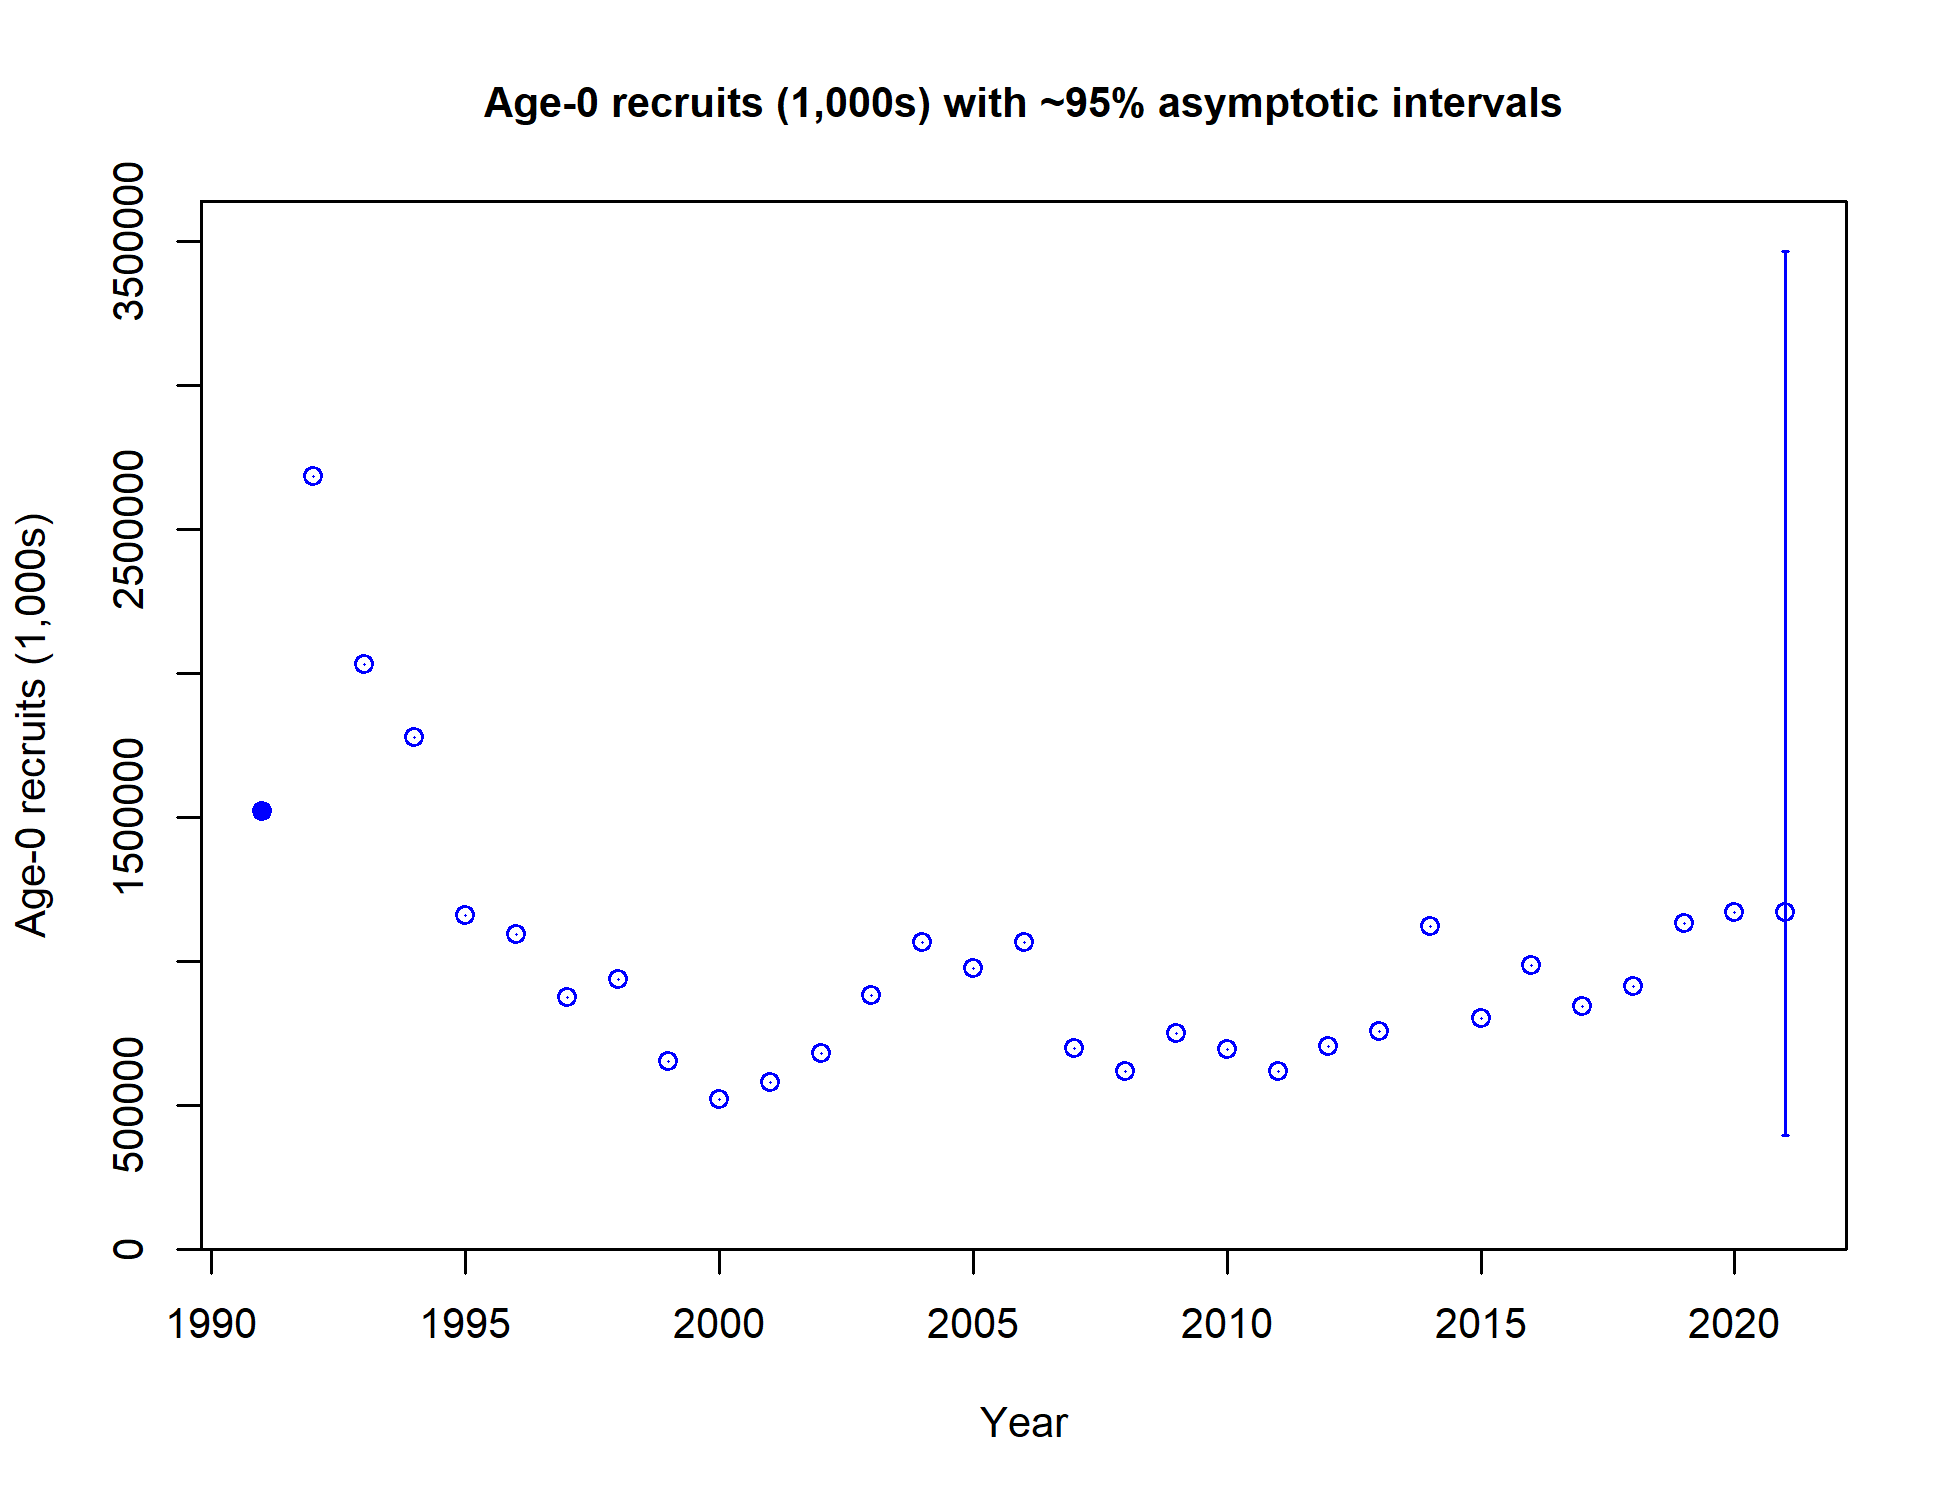 Age-0 recruits (1,000s) with ~95% asymptotic intervals
Age-0 recruits (1,000s)
3500000
2500000
1500000
500000
0
1990 1995 2000 2005 2010 2015 2020
Year